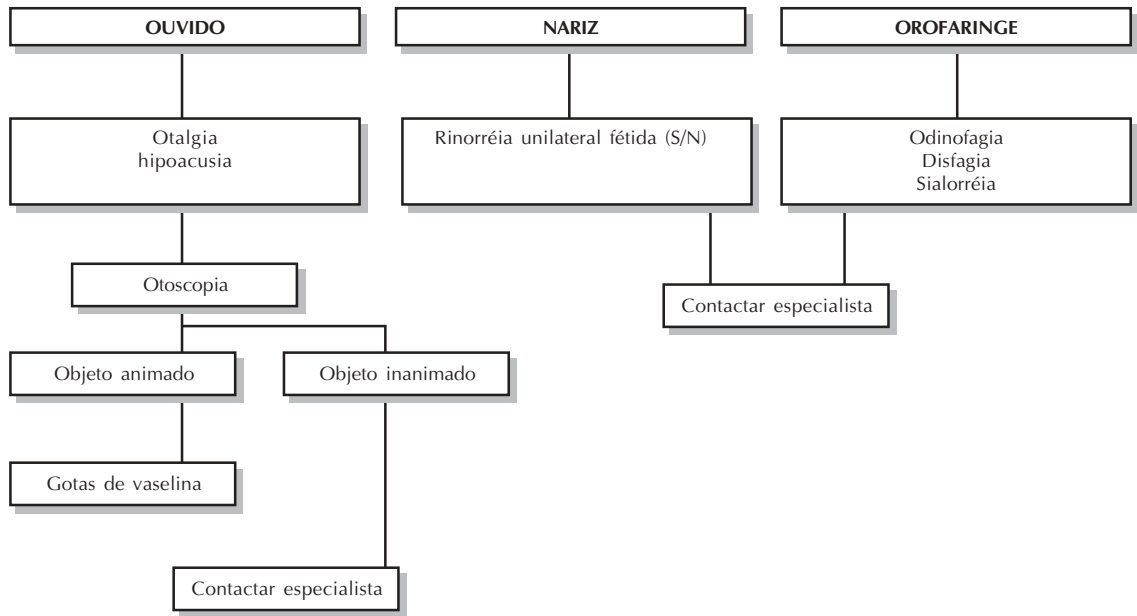 OUVIDO
NARIZ
OROFARINGE
Otalgia
hipoacusia
Rinorréia unilateral fétida (S/N)
Odinofagia
Disfagia
Sialorréia
Otoscopia
Contactar especialista
Objeto animado
Objeto inanimado
Gotas de vaselina
Contactar especialista